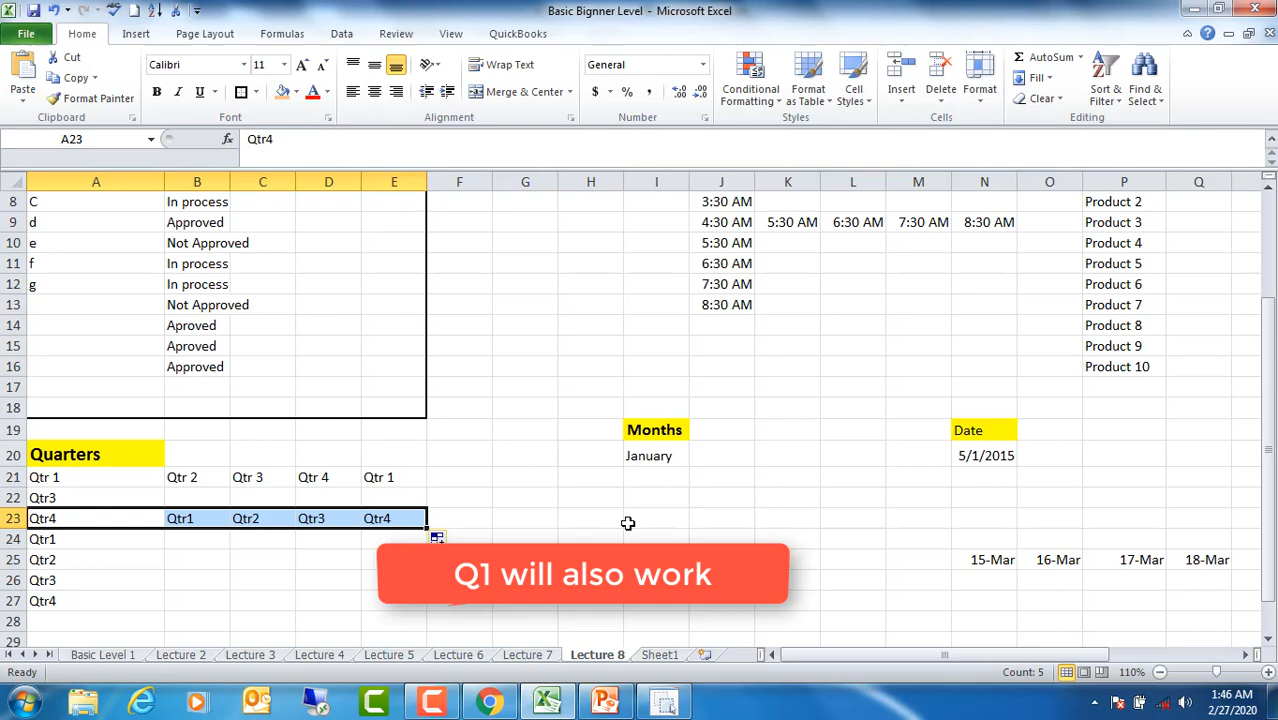 Basic Bignner Level – Microsoft Excel
File Home Insert Page Layout Formulas Data Review View QuickBooks
Paste Cut Copy Format Painter Clipboard
Calibri 11 B I U A Font
Wrap Text Merge & Center Alignment
General $ % , Number
Conditional Formatting Format as Table Cell Styles Styles
Insert Delete Format Cells
AutoSum Fill Clear Sort & Filter Find & Select Editing
A23 fx Qtr4
A B C D E F G H I J K L M N O P Q
8 C In process 3:30 AM Product 2
9 d Approved 4:30 AM 5:30 AM 6:30 AM 7:30 AM 8:30 AM Product 3
10 e Not Approved 5:30 AM Product 4
11 f In process 6:30 AM Product 5
12 g In process 7:30 AM Product 6
13 Not Approved 8:30 AM Product 7
14 Aproved Product 8
15 Aproved Product 9
16 Approved Product 10
17
18
19 Months Date
20 Quarters January 5/1/2015
21 Qtr 1 Qtr 2 Qtr 3 Qtr 4 Qtr 1
22 Qtr3
23 Qtr4 Qtr1 Qtr2 Qtr3 Qtr4
24 Qtr1
25 Qtr2 15-Mar 16-Mar 17-Mar 18-Mar
26 Qtr3
27 Qtr4
28
29
Q1 will also work
Basic Level 1 Lecture 2 Lecture 3 Lecture 4 Lecture 5 Lecture 6 Lecture 7 Lecture 8 Sheet1
Ready Count: 5 110%
1:46 AM
2/27/2020